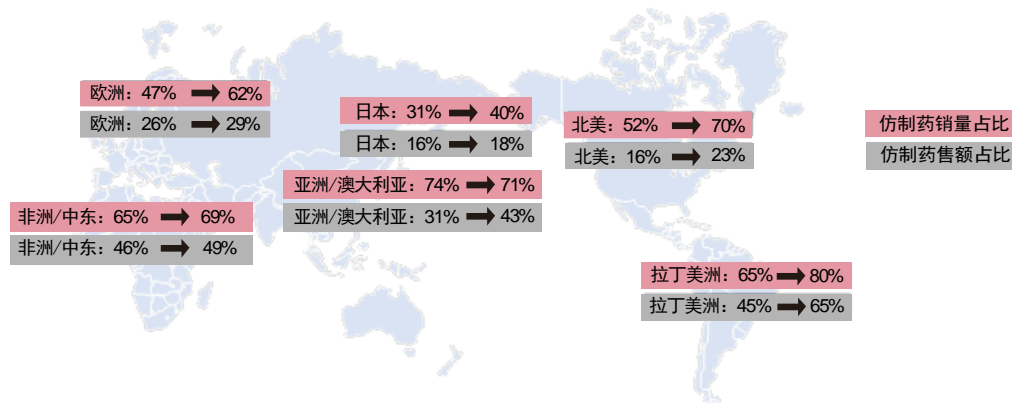 欧洲：47% → 62%
欧洲：26% → 29%
日本：31% → 40%
日本：16% → 18%
北美：52% → 70%
北美：16% → 23%
仿制药销量占比
仿制药售额占比
亚洲/澳大利亚：74% → 71%
亚洲/澳大利亚：31% → 43%
非洲/中东：65% → 69%
非洲/中东：46% → 49%
拉丁美洲：65% → 80%
拉丁美洲：45% → 65%